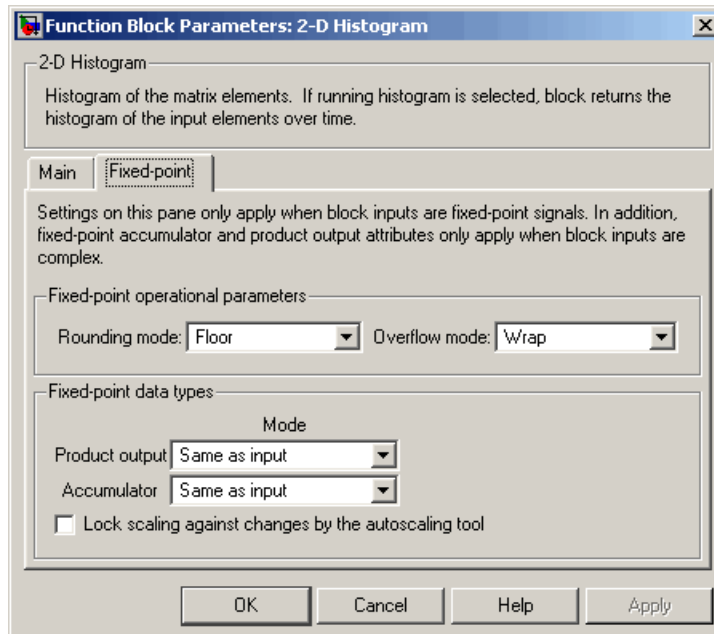 Function Block Parameters: 2-D Histogram
2-D Histogram
Histogram of the matrix elements. If running histogram is selected, block returns the
histogram of the input elements over time.
Main Fixed-point
Settings on this pane only apply when block inputs are fixed-point signals. In addition,
fixed-point accumulator and product output attributes only apply when block inputs are
complex.
Fixed-point operational parameters
Rounding mode: Floor Overflow mode: Wrap
Fixed-point data types
Mode
Product output Same as input
Accumulator Same as input
Lock scaling against changes by the autoscaling tool
OK Cancel Help Apply